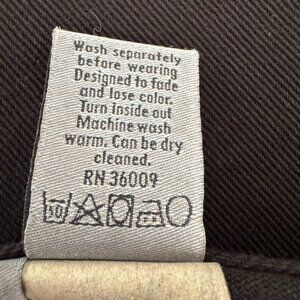 Wash separately
before wearing
Designed to fade
and lose color.
Turn Inside out
Machine wash
warm. Can be dry
cleaned.
RN 36009